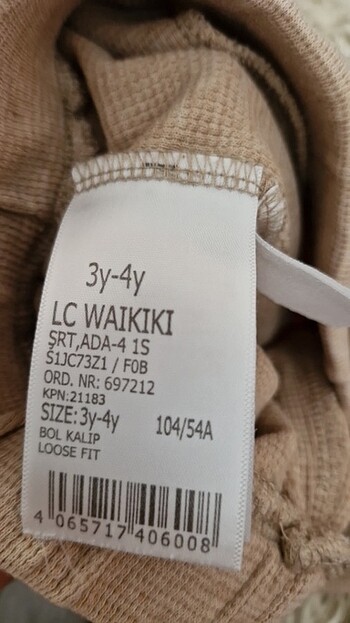 3y-4y
LC WAIKIKI
ŞRT,ADA-4 1S
S1JC73Z1 / F0B
ORD. NR: 697212
KPN:21183
SIZE:3y-4y 104/54A
BOL KALIP
LOOSE FIT
4 065717 406008